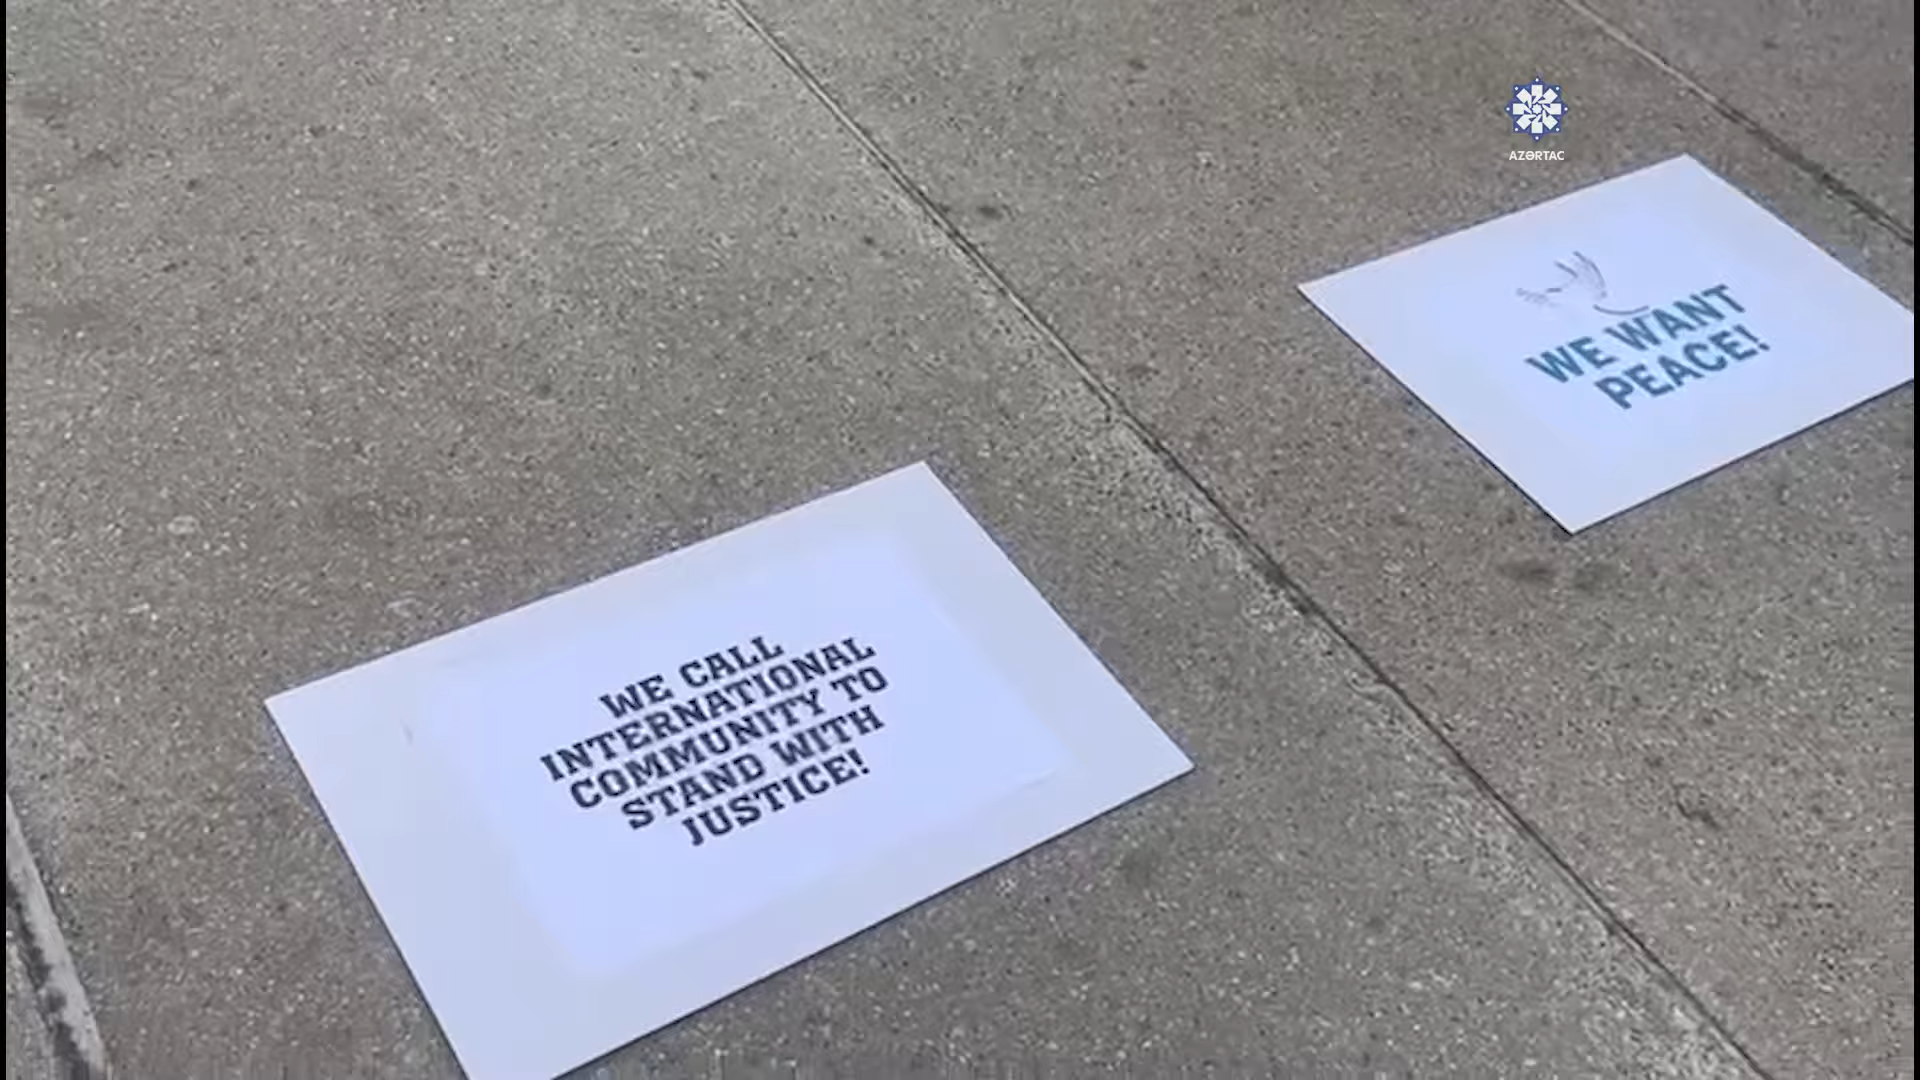 AZƏRTAC
WE WANT
PEACE!
WE CALL
INTERNATIONAL
COMMUNITY TO
STAND WITH
JUSTICE!